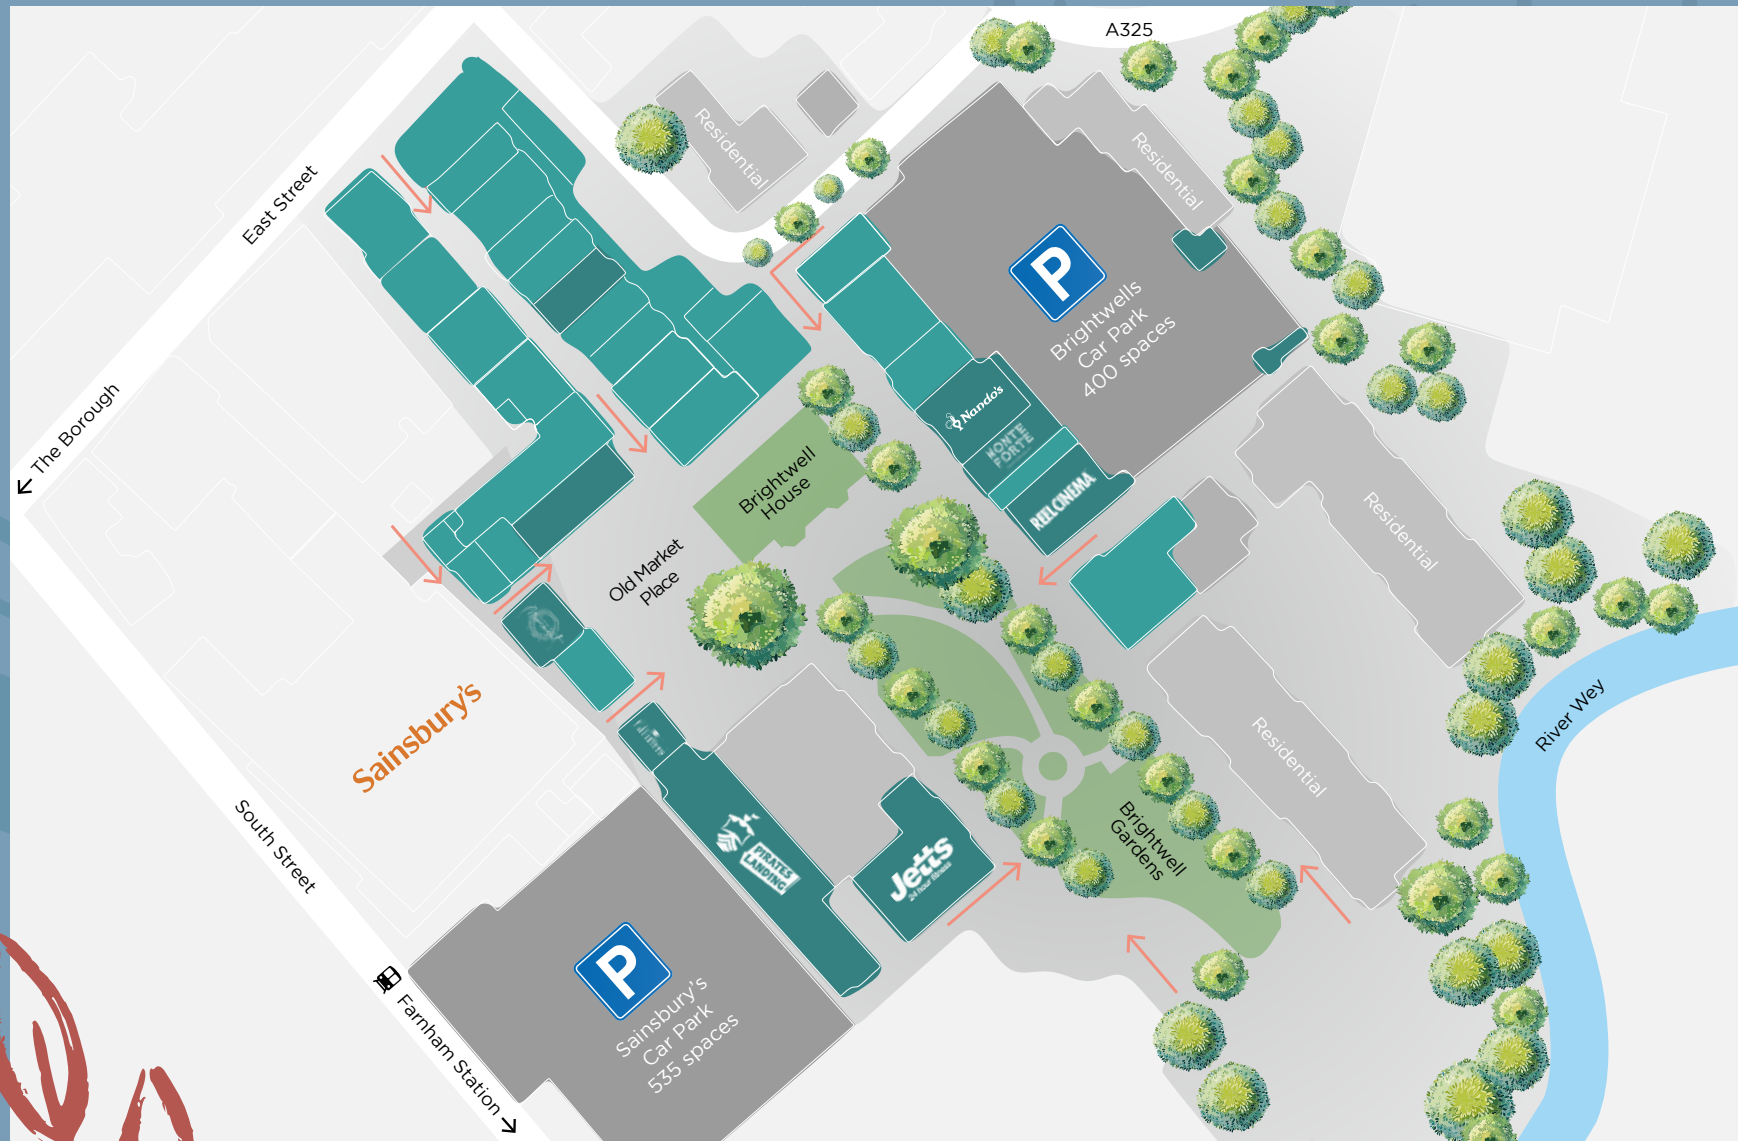 A325
Residential
Residential
East Street
P
Brightwells
Car Park
400 spaces
The Borough
Nando's
MONTE
FORTE
REEL CINEMA
Brightwell
House
Residential
Old Market
Place
Sainsbury's
River Wey
Residential
South Street
PIRATES
LANDING
Jetts
24 hour fitness
Brightwell
Gardens
P
Sainsbury's
Car Park
535 spaces
Farnham Station